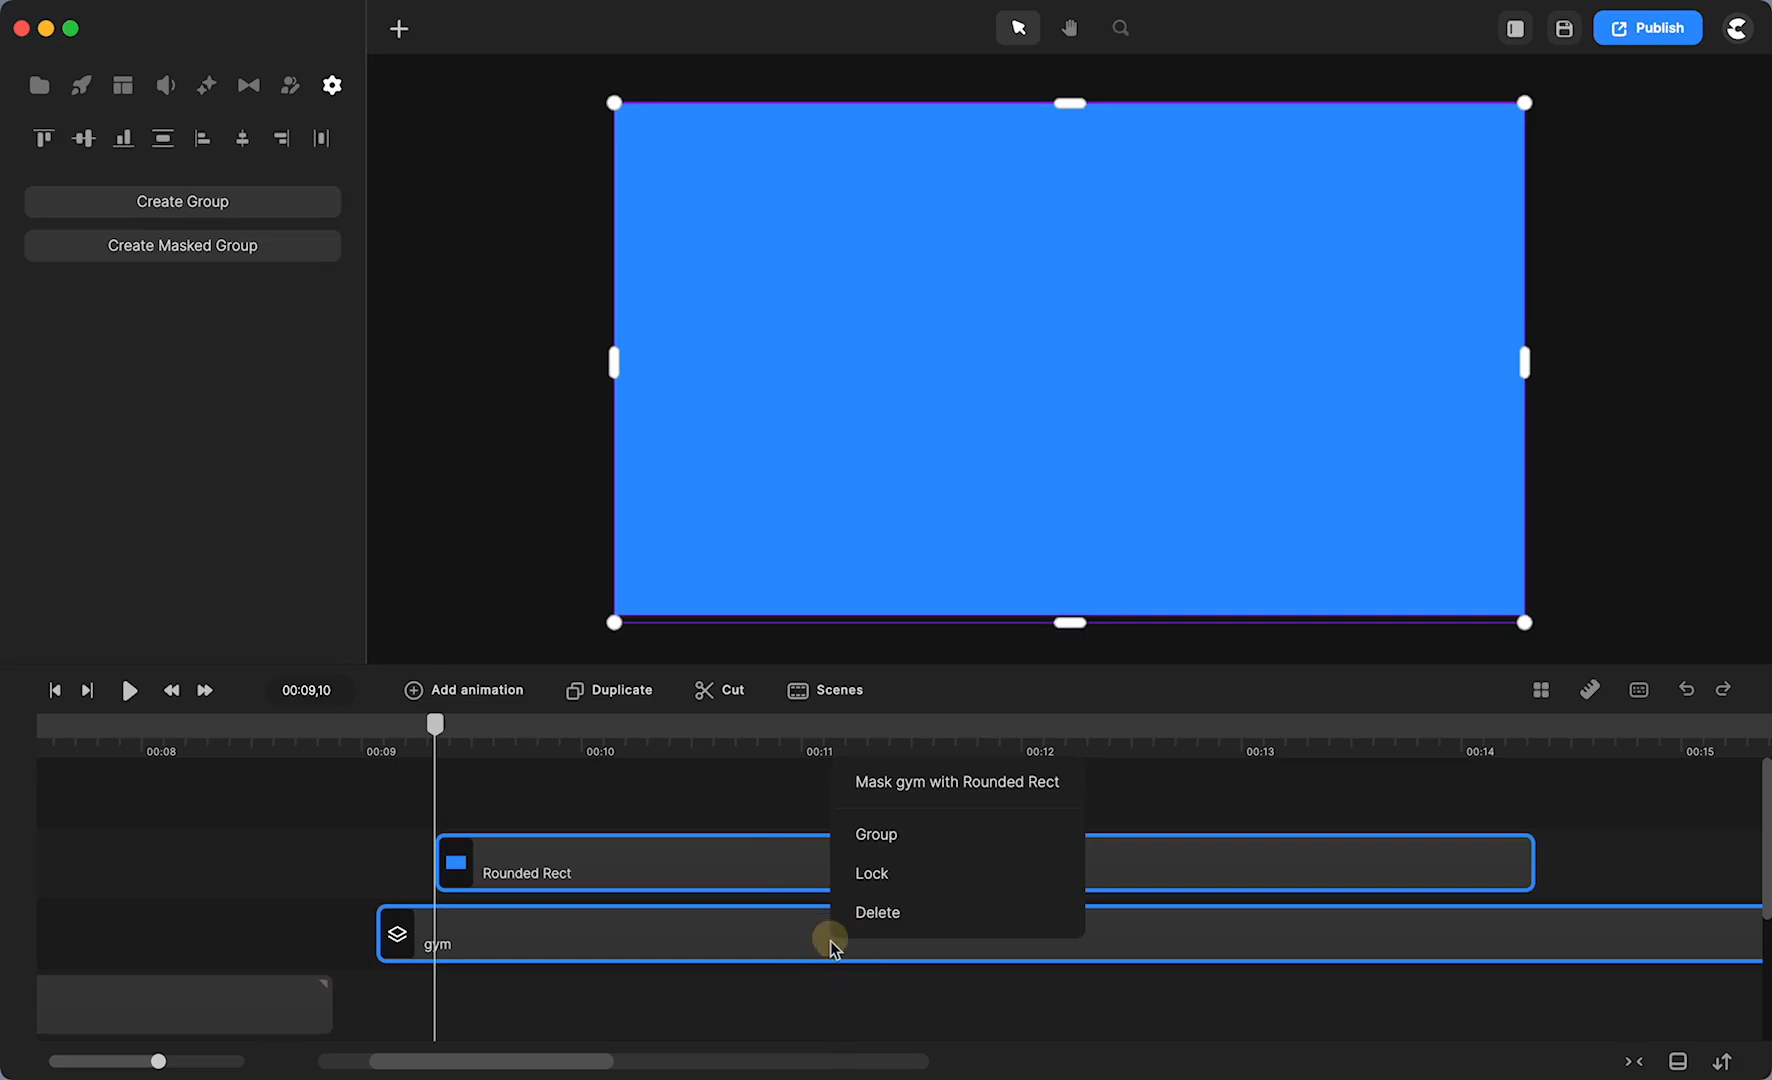 Publish
Create Group
Create Masked Group
00:09,10
Add animation
Duplicate
Cut
Scenes
00:08
00:09
00:10
00:11
00:12
00:13
00:14
00:15
Mask gym with Rounded Rect
Group
Lock
Delete
Rounded Rect
gym